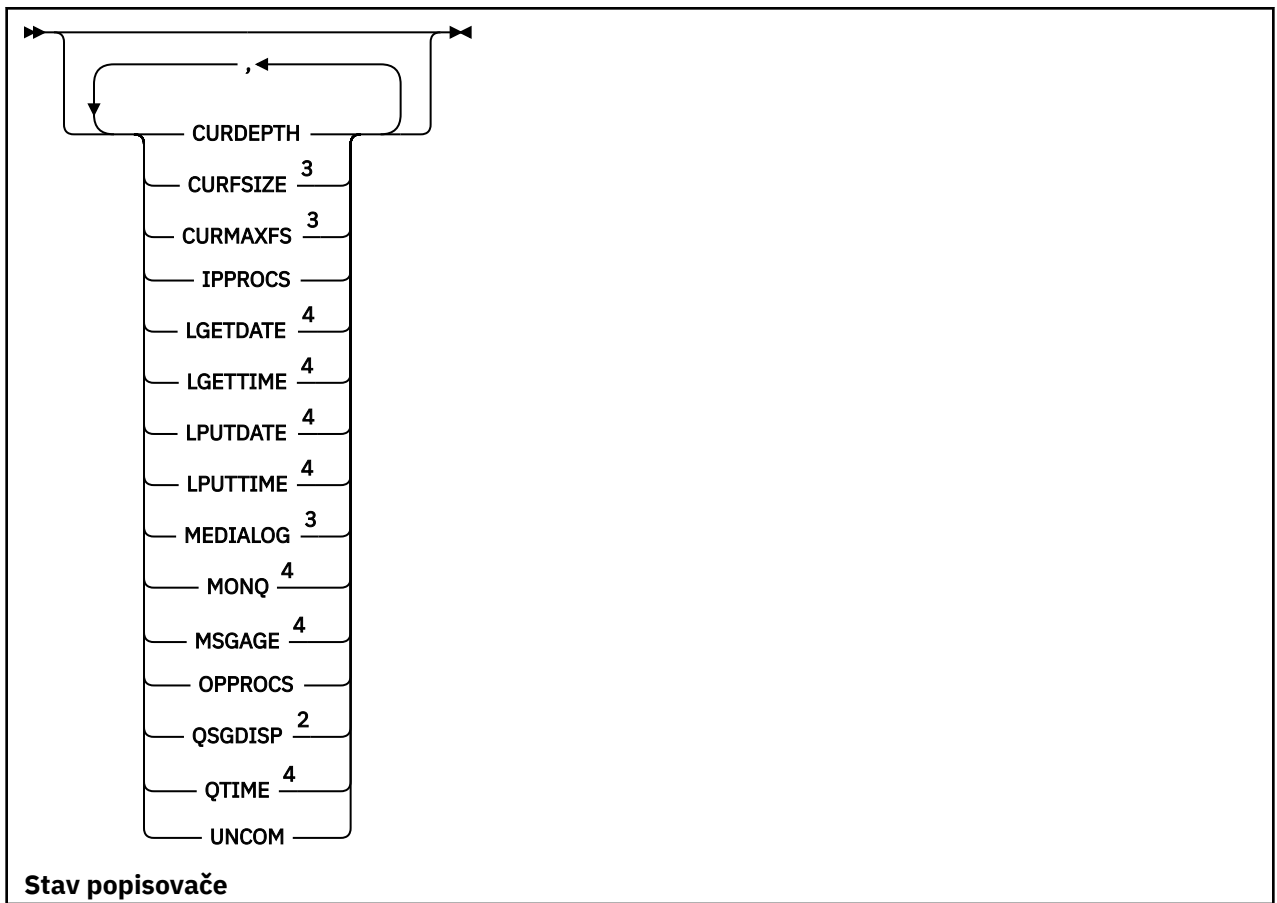 ,
CURDEPTH
CURFSIZE 3
CURMAXFS 3
IPPROCS
LGETDATE 4
LGETTIME 4
LPUTDATE 4
LPUTTIME 4
MEDIALOG 3
MONQ 4
MSGAGE 4
OPPROCS
QSGDISP 2
QTIME 4
UNCOM
Stav popisovače